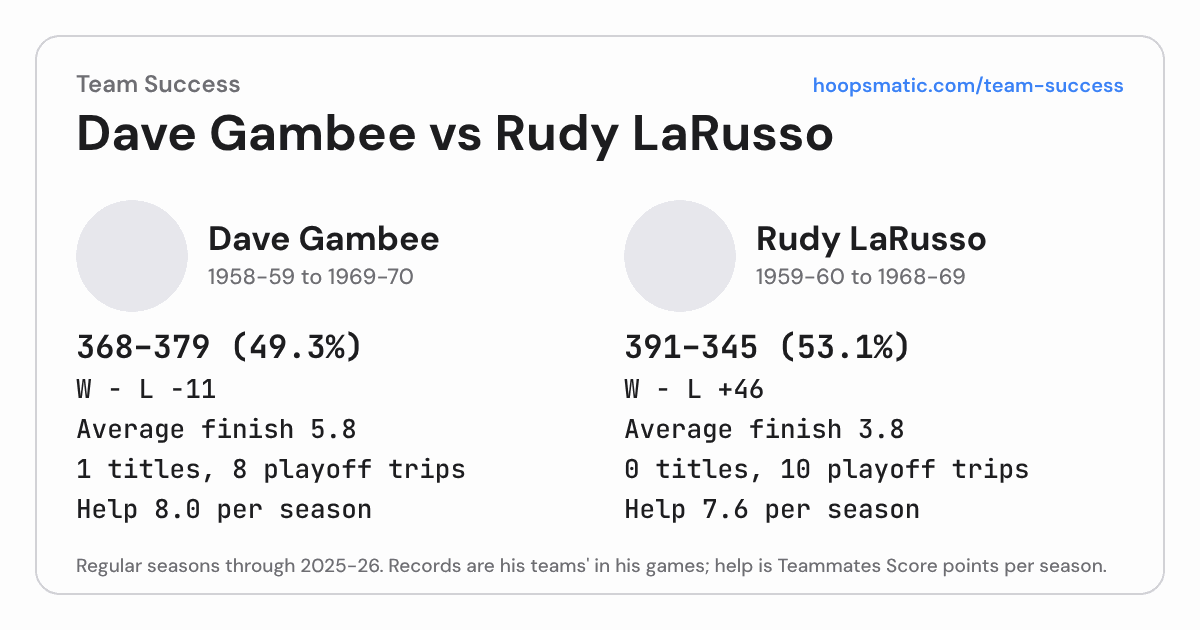 Team Success
hoopsmatic.com/team-success
Dave Gambee vs Rudy LaRusso
Dave Gambee
1958-59 to 1969-70
368-379 (49.3%)
W - L -11
Average finish 5.8
1 titles, 8 playoff trips
Help 8.0 per season
Rudy LaRusso
1959-60 to 1968-69
391-345 (53.1%)
W - L +46
Average finish 3.8
0 titles, 10 playoff trips
Help 7.6 per season
Regular seasons through 2025-26. Records are his teams' in his games; help is Teammates Score points per season.